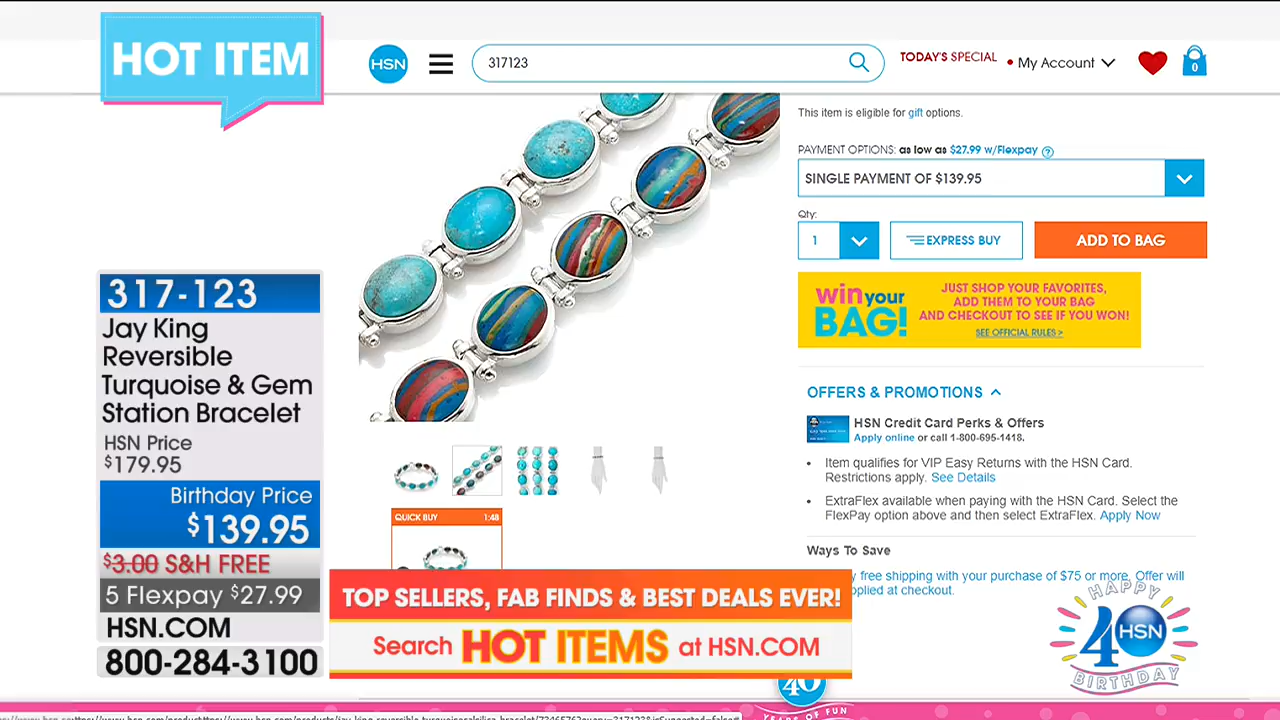 HOT ITEM
HSN
317123
TODAY'S SPECIAL
My Account
0
This item is eligible for gift options.
PAYMENT OPTIONS: as low as $27.99 w/Flexpay ?
SINGLE PAYMENT OF $139.95
Qty:
1
EXPRESS BUY
ADD TO BAG
win your
BAG!
JUST SHOP YOUR FAVORITES,
ADD THEM TO YOUR BAG
AND CHECKOUT TO SEE IF YOU WON!
SEE OFFICIAL RULES >
OFFERS & PROMOTIONS
HSN Credit Card Perks & Offers
Apply online or call 1-800-695-1418.
Item qualifies for VIP Easy Returns with the HSN Card.
Restrictions apply. See Details
ExtraFlex available when paying with the HSN Card. Select the
FlexPay option above and then select ExtraFlex. Apply Now
Ways To Save
free shipping with your purchase of $75 or more. Offer will
applied at checkout.
317-123
Jay King
Reversible
Turquoise & Gem
Station Bracelet
HSN Price
$179.95
Birthday Price
$139.95
$3.00 S&H FREE
5 Flexpay $27.99
HSN.COM
800-284-3100
QUICK BUY 1:48
TOP SELLERS, FAB FINDS & BEST DEALS EVER!
Search HOT ITEMS at HSN.COM
HAPPY
40 HSN
BIRTHDAY
40
YEARS OF FUN